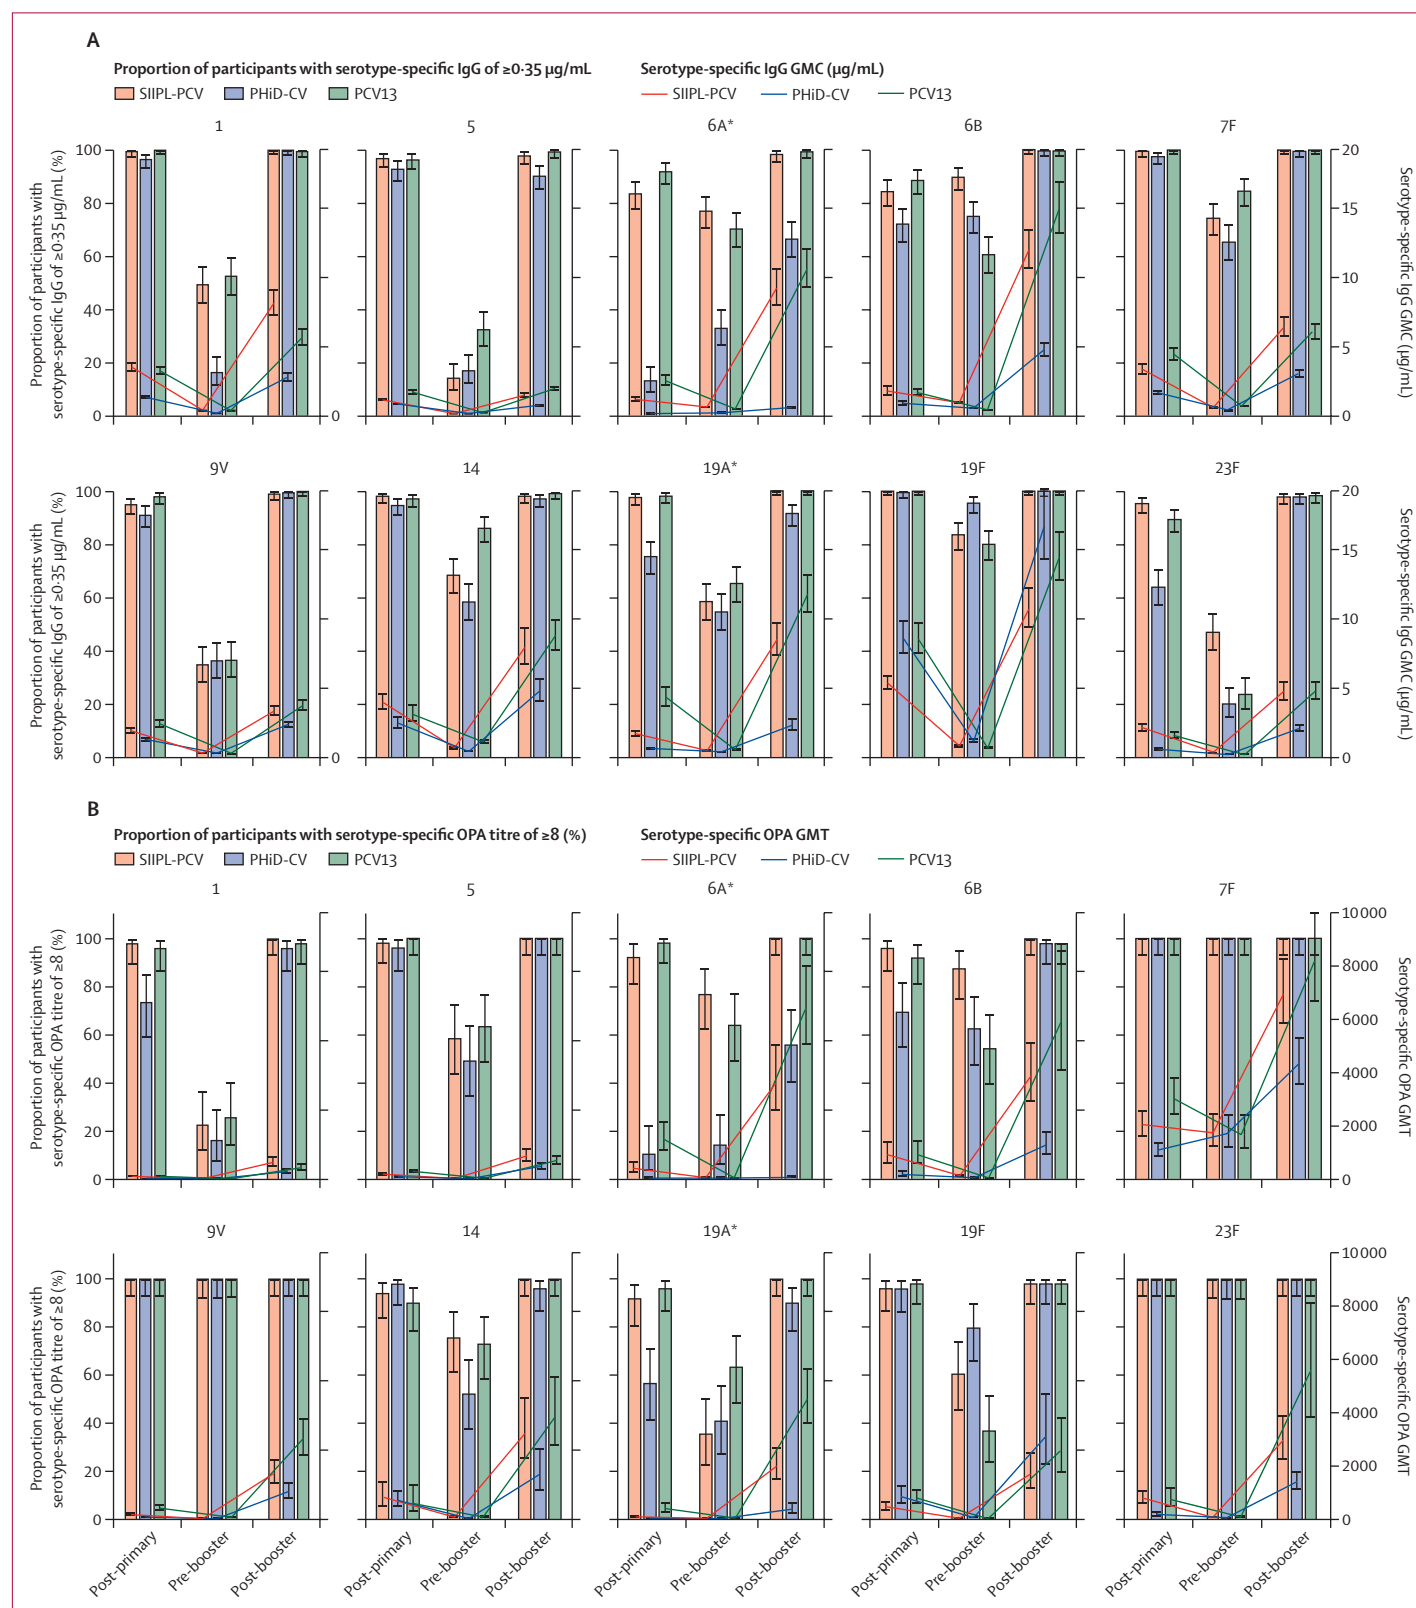 A
Proportion of participants with serotype-specific IgG of ≥0·35 μg/mL
SIIPL-PCV PHiD-CV PCV13
Serotype-specific IgG GMC (μg/mL)
SIIPL-PCV PHiD-CV PCV13
1 5 6A* 6B 7F
Proportion of participants with
serotype-specific IgG of ≥0·35 μg/mL (%)
100
80
60
40
20
0
0
20
15
10
5
0
Serotype-specific IgG GMC (μg/mL)
9V 14 19A* 19F 23F
Proportion of participants with
serotype-specific IgG of ≥0·35 μg/mL (%)
100
80
60
40
20
0
0
20
15
10
5
0
Serotype-specific IgG GMC (μg/mL)
B
Proportion of participants with serotype-specific OPA titre of ≥8 (%)
SIIPL-PCV PHiD-CV PCV13
Serotype-specific OPA GMT
SIIPL-PCV PHiD-CV PCV13
1 5 6A* 6B 7F
Proportion of participants with
serotype-specific OPA titre of ≥8 (%)
100
80
60
40
20
0
10 000
8000
6000
4000
2000
0
Serotype-specific OPA GMT
9V 14 19A* 19F 23F
Proportion of participants with
serotype-specific OPA titre of ≥8 (%)
100
80
60
40
20
0
10 000
8000
6000
4000
2000
0
Serotype-specific OPA GMT
Post-primary Pre-booster Post-booster
Post-primary Pre-booster Post-booster
Post-primary Pre-booster Post-booster
Post-primary Pre-booster Post-booster
Post-primary Pre-booster Post-booster